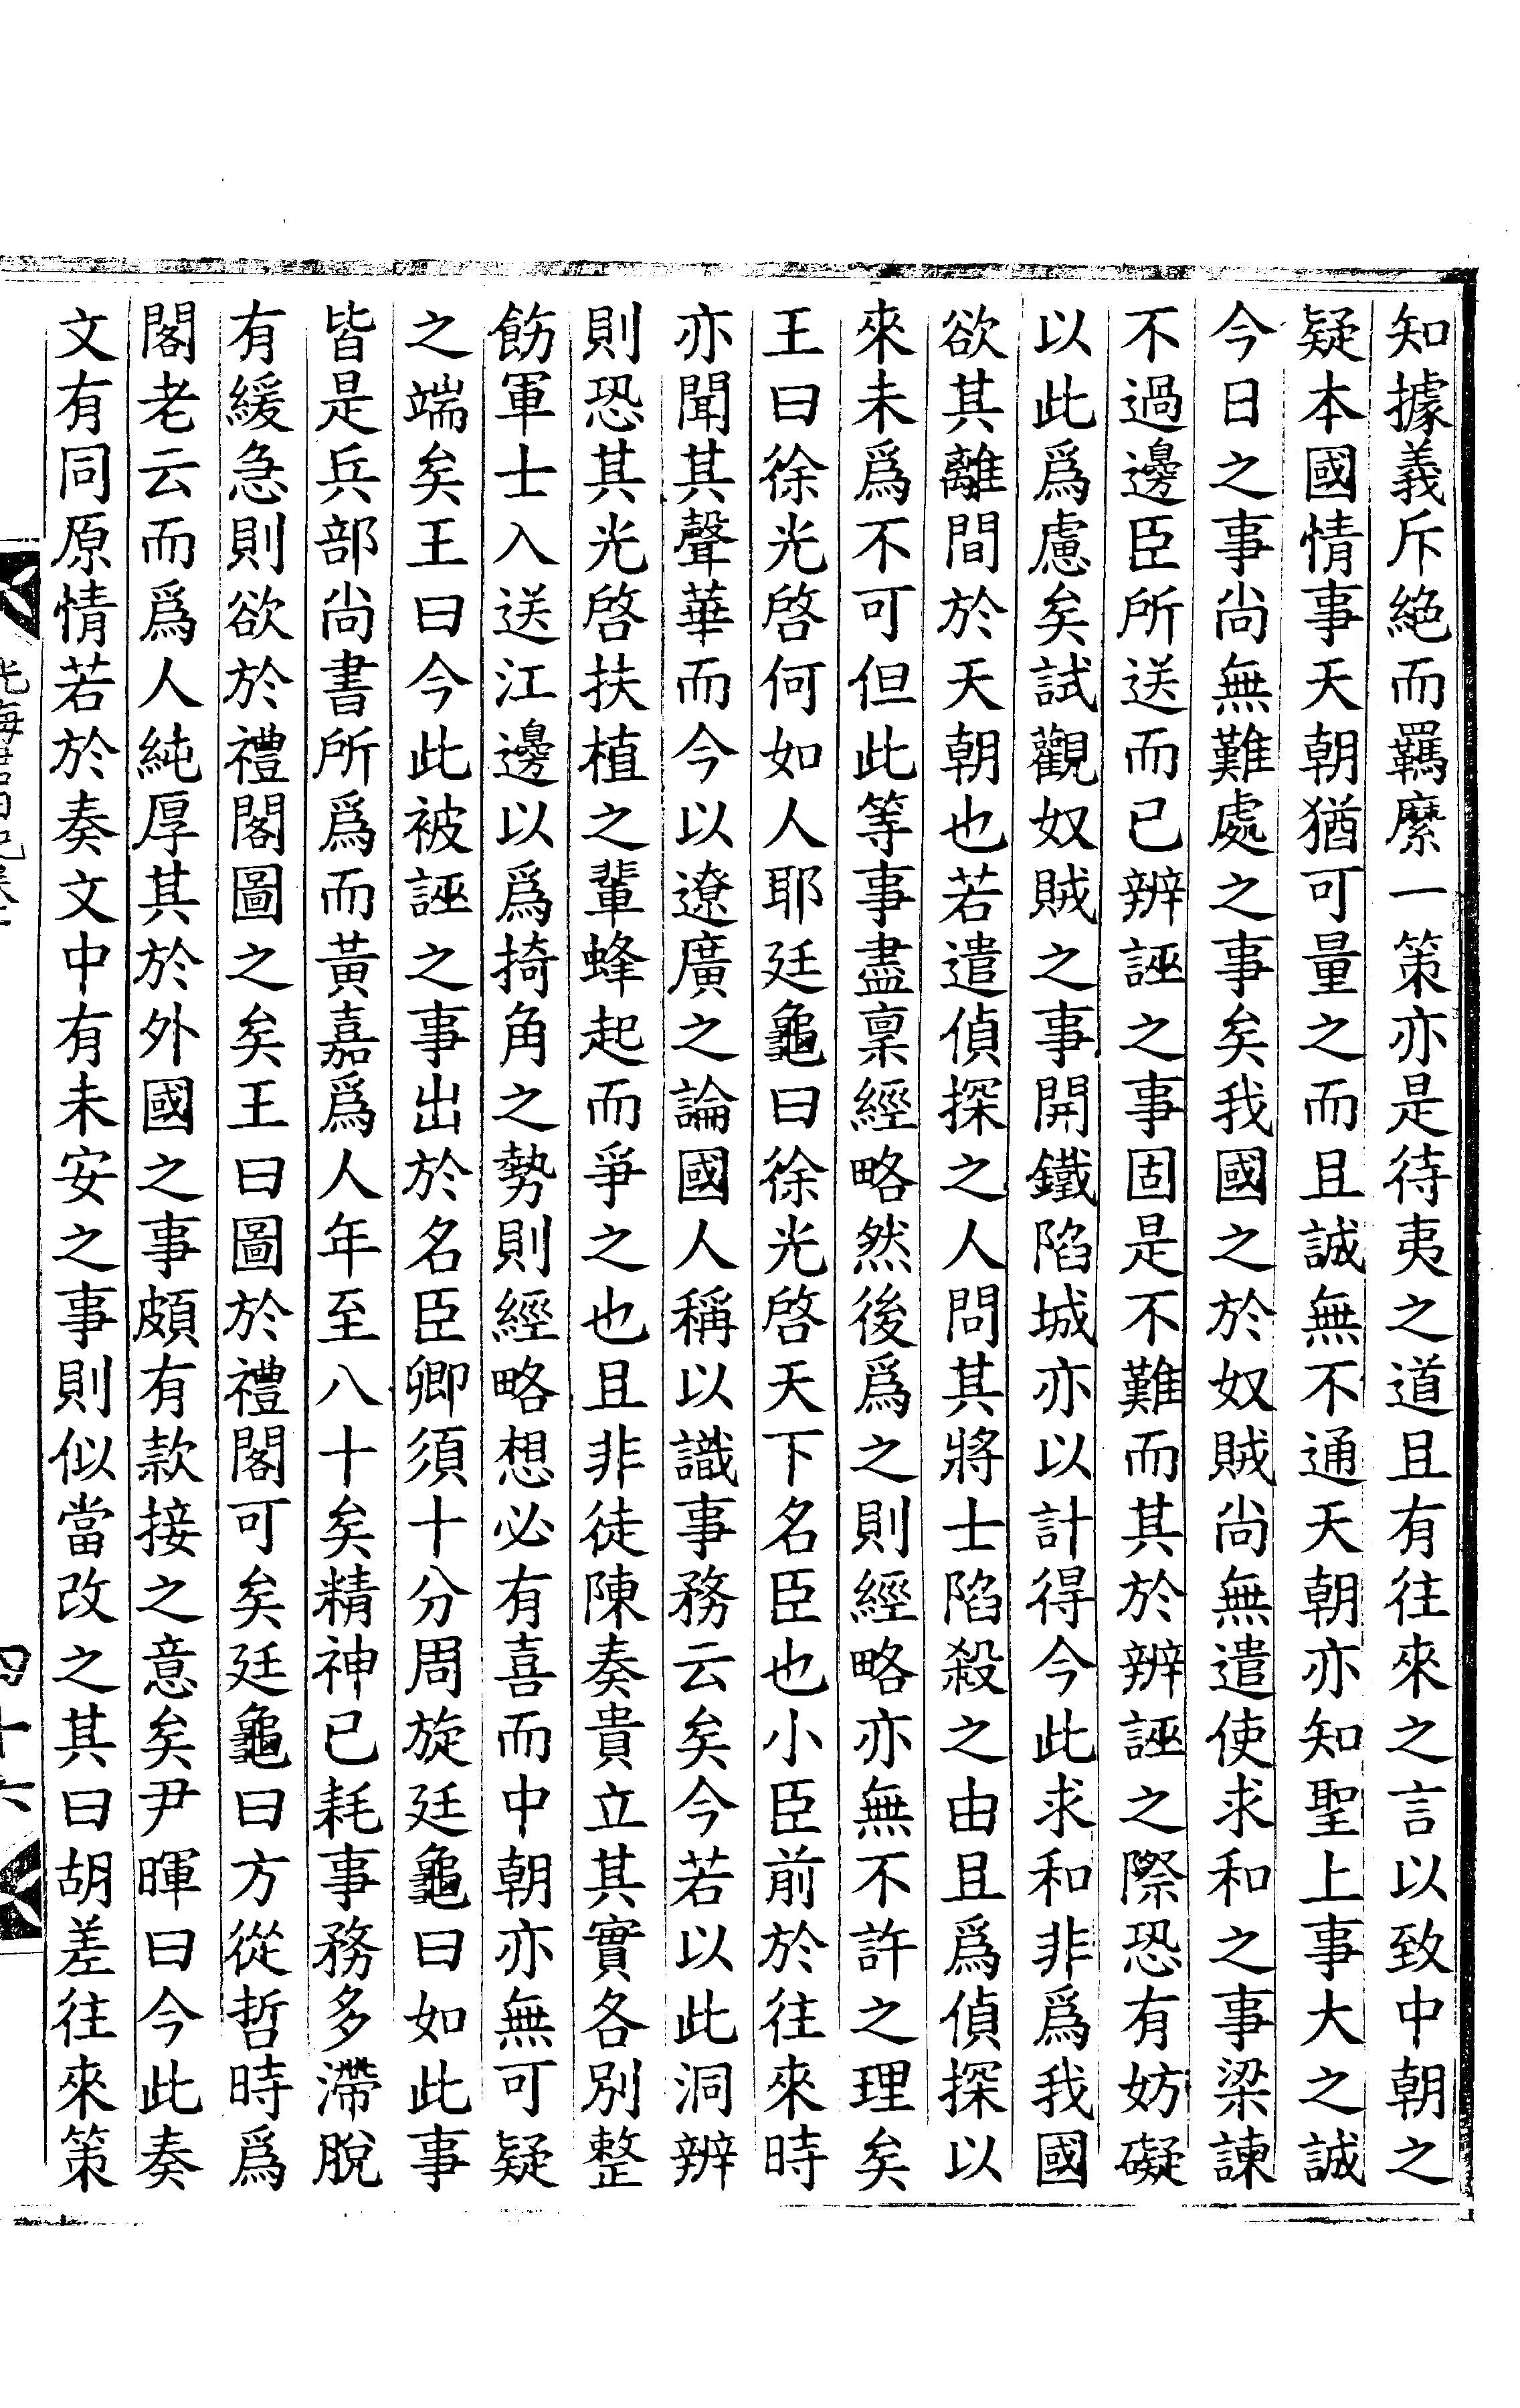 知據義斥絕而羈縻一策亦是待夷之道且有往來之言以致中朝之
疑本國情事天朝猶可量之而且誠無不通天朝亦知聖上事大之誠
今日之事尚無難處之事矣我國之於奴賊尚無遣使求和之事梁諫
不過邊臣所送而已辨誣之事固是不難而其於辨誣之際恐有妨礙
以此爲慮矣試觀奴賊之事開鐵陷城亦以計得今此求和非爲我國
欲其離間於天朝也若遣偵探之人問其將士陷殺之由且爲偵探以
來未爲不可但此等事盡稟經略然後爲之則經略亦無不許之理矣
王曰徐光啓何如人耶廷龜曰徐光啓天下名臣也小臣前於往來時
亦聞其聲華而今以遼廣之論國人稱以識事務云矣今若以此洞辨
則恐其光啓扶植之輩蜂起而爭之也且非徒陳奏貴立其實各別整
飭軍士入送江邊以爲掎角之勢則經略想必有喜而中朝亦無可疑
之端矣王曰今此被誣之事出於名臣卿須十分周旋廷龜曰如此事
皆是兵部尚書所爲而黃嘉爲人年至八十矣精神已耗事務多滯脫
有緩急則欲於禮閣圖之矣王曰圖於禮閣可矣廷龜曰方從哲時爲
閣老云而爲人純厚其於外國之事頗有款接之意矣尹暉曰今此奏
文有同原情若於奏文中有未安之事則似當改之其曰胡差往來策
光海君日記卷十
四十六